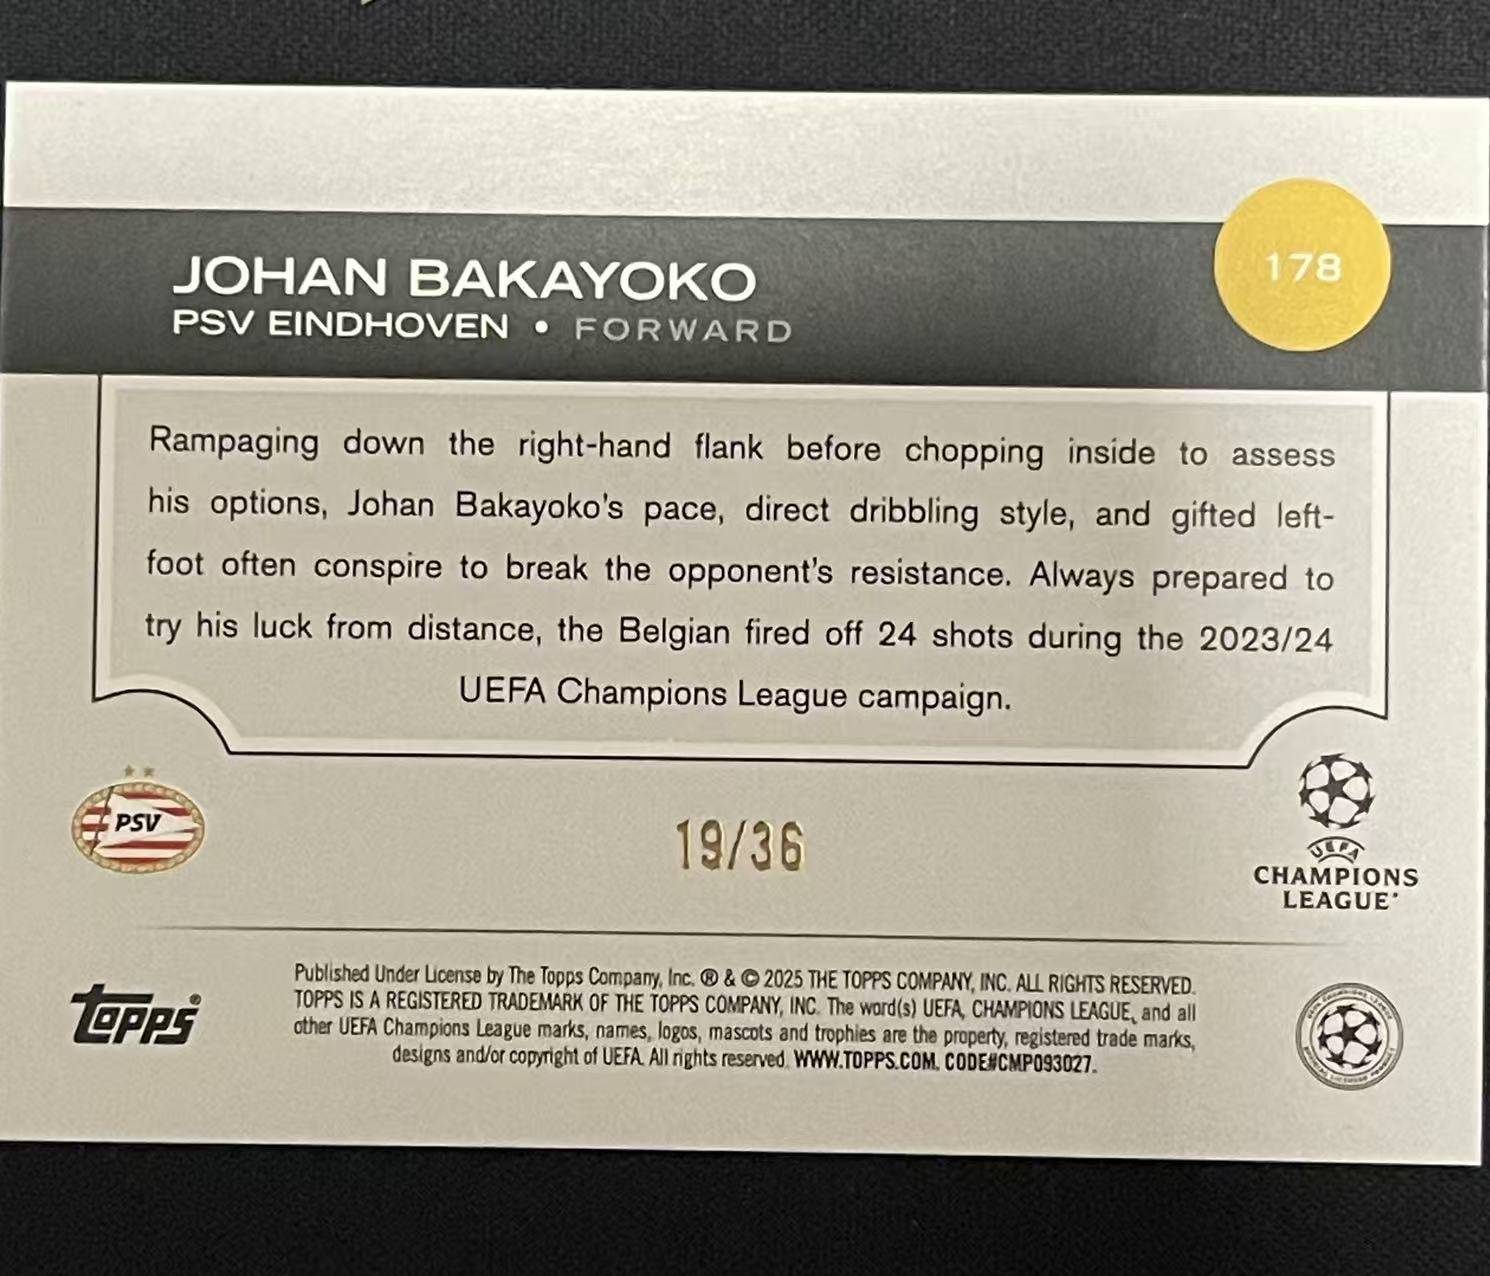 JOHAN BAKAYOKO
PSV EINDHOVEN • FORWARD
178
Rampaging down the right-hand flank before chopping inside to assess
his options, Johan Bakayoko's pace, direct dribbling style, and gifted left-
foot often conspire to break the opponent's resistance. Always prepared to
try his luck from distance, the Belgian fired off 24 shots during the 2023/24
UEFA Champions League campaign.
PSV
19/36
UEFA
CHAMPIONS
LEAGUE
topps®
Published Under License by The Topps Company, Inc. ® & © 2025 THE TOPPS COMPANY, INC. ALL RIGHTS RESERVED.
TOPPS IS A REGISTERED TRADEMARK OF THE TOPPS COMPANY, INC. The word(s) UEFA, CHAMPIONS LEAGUE, and all
other UEFA Champions League marks, names, logos, mascots and trophies are the property, registered trade marks,
designs and/or copyright of UEFA. All rights reserved. WWW.TOPPS.COM. CODE#CMP093027.